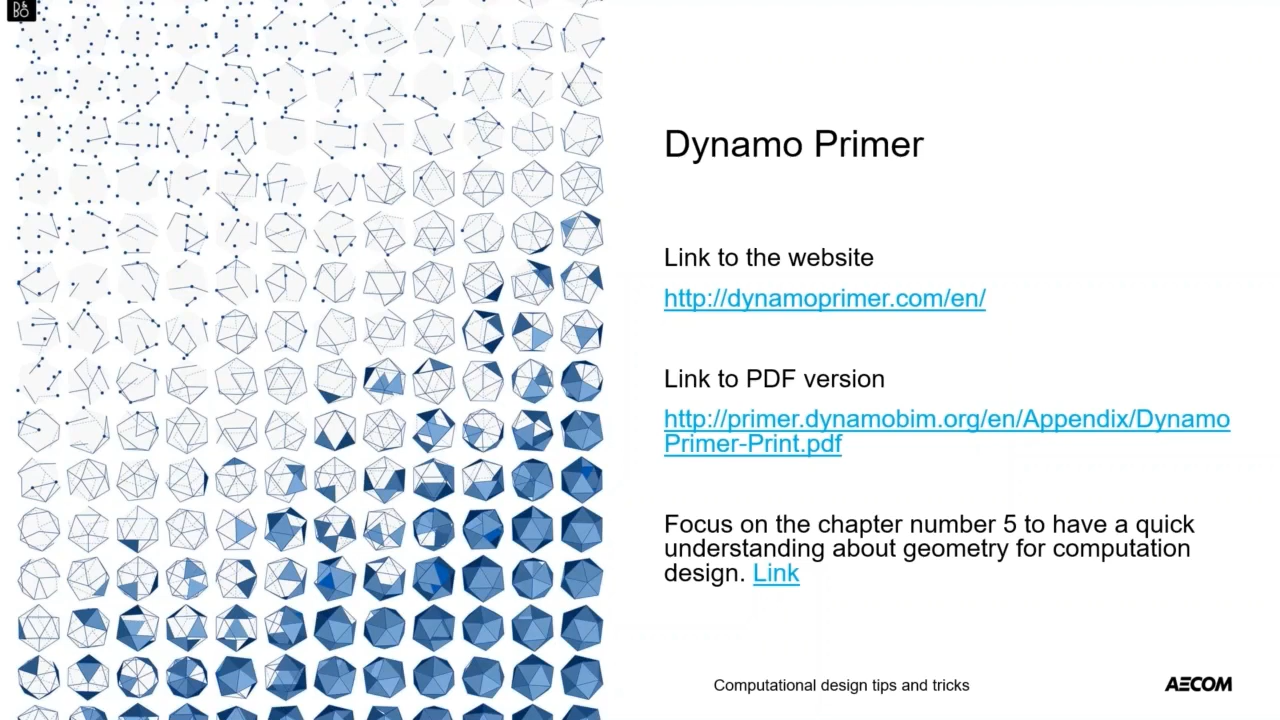 B&O
Dynamo Primer
Link to the website
http://dynamoprimer.com/en/
Link to PDF version
http://primer.dynamobim.org/en/Appendix/Dynamo
Primer-Print.pdf
Focus on the chapter number 5 to have a quick
understanding about geometry for computation
design. Link
Computational design tips and tricks
AECOM